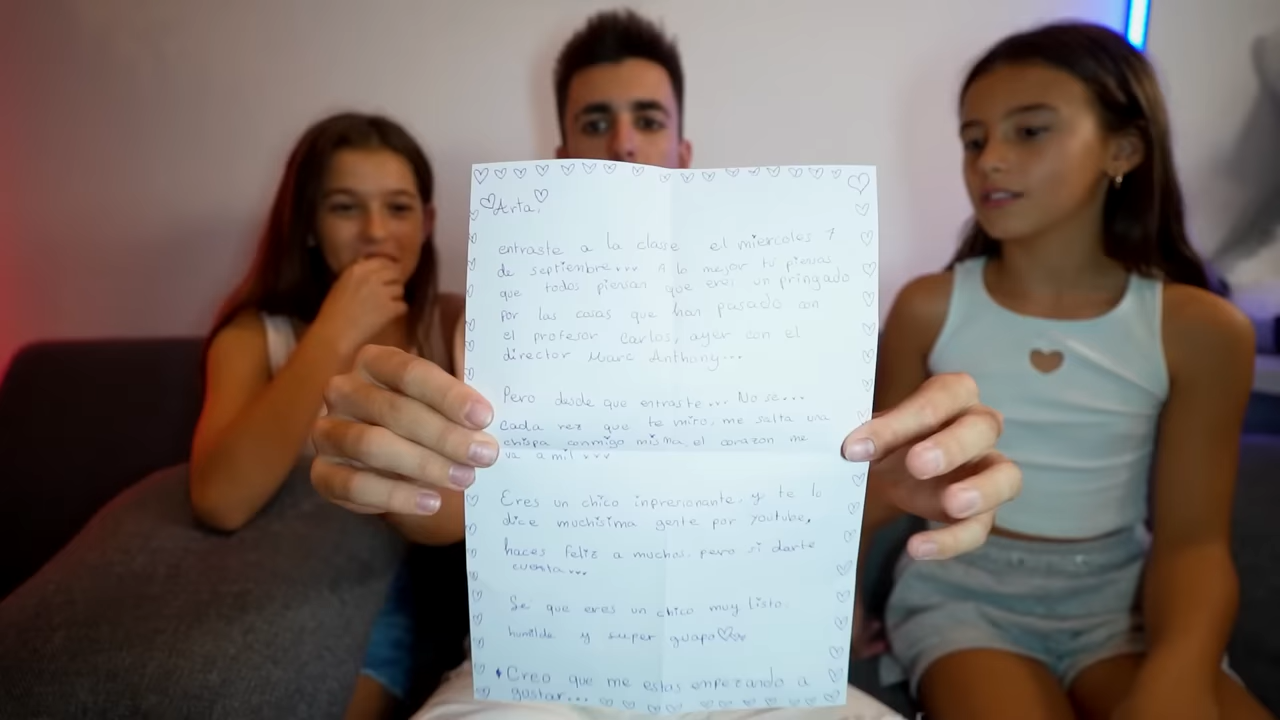 Arta,
entraste a la clase el miercoles 7
de septiembre... A lo mejor tú piensas
que todos piensan que eres un pringado
por las cosas que han pasado con
el profesor Carlos, ayer con el
director Marc Anthony...
Pero desde que entraste... No se...
cada vez que te miro, me salta una
chispa conmigo misma, el corazon me
va a mil...
Eres un chico inpresionante, y te lo
dice muchisima gente por youtube,
haces feliz a muchos, pero si darte
cuenta...
Se que eres un chico muy listo,
humilde y super guapo
Creo que me estas empezando a
gustar...